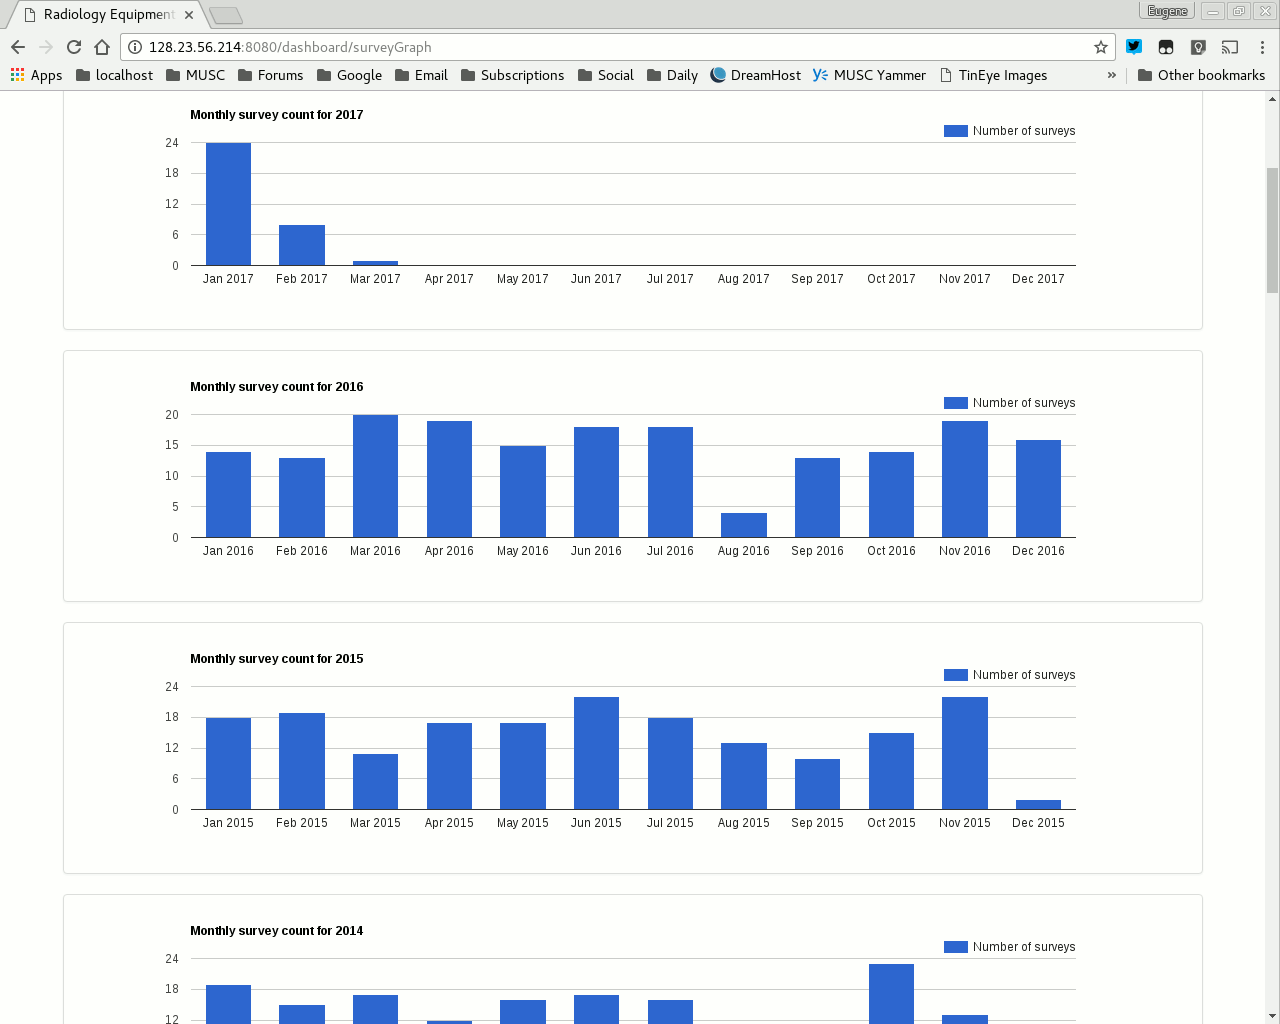 Radiology Equipment
Eugene
128.23.56.214:8080/dashboard/surveyGraph
Apps localhost MUSC Forums Google Email Subscriptions Social Daily DreamHost MUSC Yammer TinEye Images » Other bookmarks
Monthly survey count for 2017
Number of surveys
24
18
12
6
0
Jan 2017 Feb 2017 Mar 2017 Apr 2017 May 2017 Jun 2017 Jul 2017 Aug 2017 Sep 2017 Oct 2017 Nov 2017 Dec 2017
Monthly survey count for 2016
Number of surveys
20
15
10
5
0
Jan 2016 Feb 2016 Mar 2016 Apr 2016 May 2016 Jun 2016 Jul 2016 Aug 2016 Sep 2016 Oct 2016 Nov 2016 Dec 2016
Monthly survey count for 2015
Number of surveys
24
18
12
6
0
Jan 2015 Feb 2015 Mar 2015 Apr 2015 May 2015 Jun 2015 Jul 2015 Aug 2015 Sep 2015 Oct 2015 Nov 2015 Dec 2015
Monthly survey count for 2014
Number of surveys
24
18
12